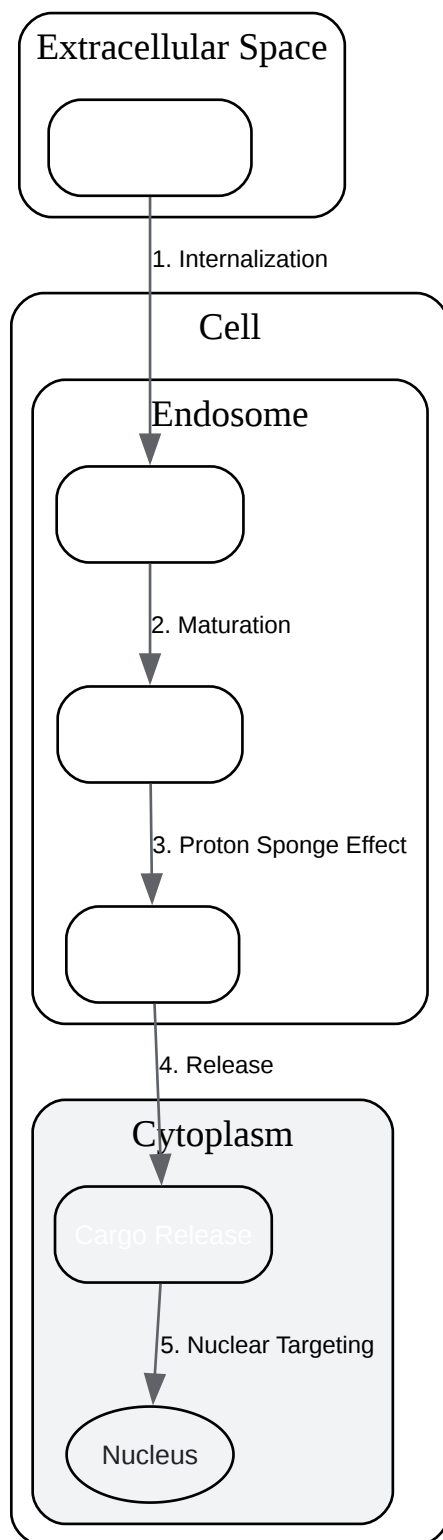 Extracellular Space
1. Internalization
Cell
Endosome
2. Maturation
3. Proton Sponge Effect
4. Release
Cytoplasm
Cargo Release
5. Nuclear Targeting
Nucleus